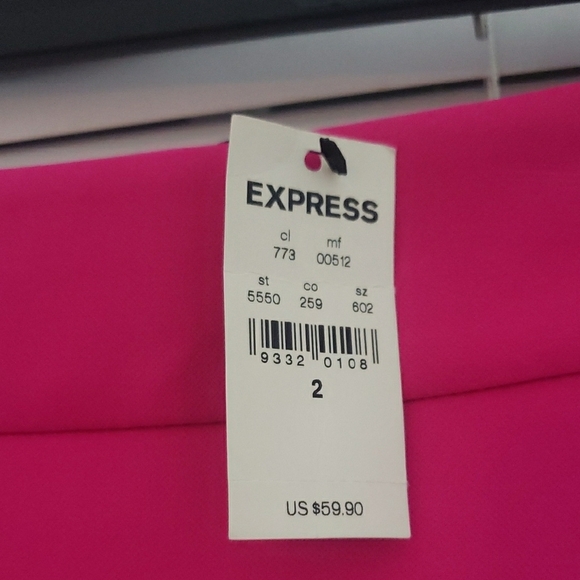 EXPRESS
cl mf
773 00512
st co sz
5550 259 602
9332 0108
2
US $59.90